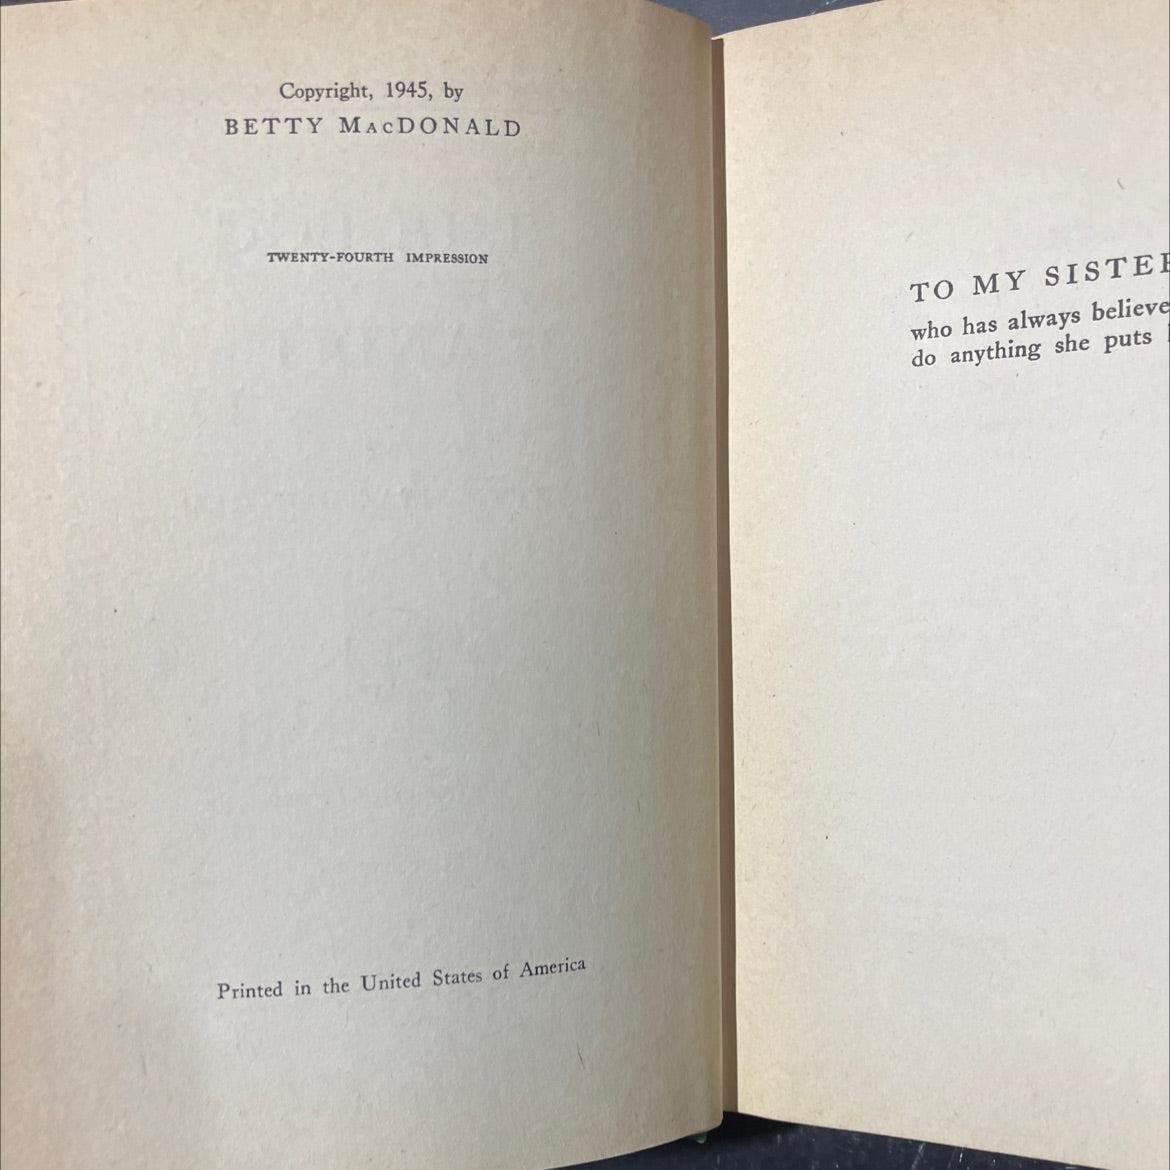 Copyright, 1945, by
BETTY MacDONALD
TWENTY-FOURTH IMPRESSION
Printed in the United States of America
TO MY SISTER
who has always believe
do anything she puts